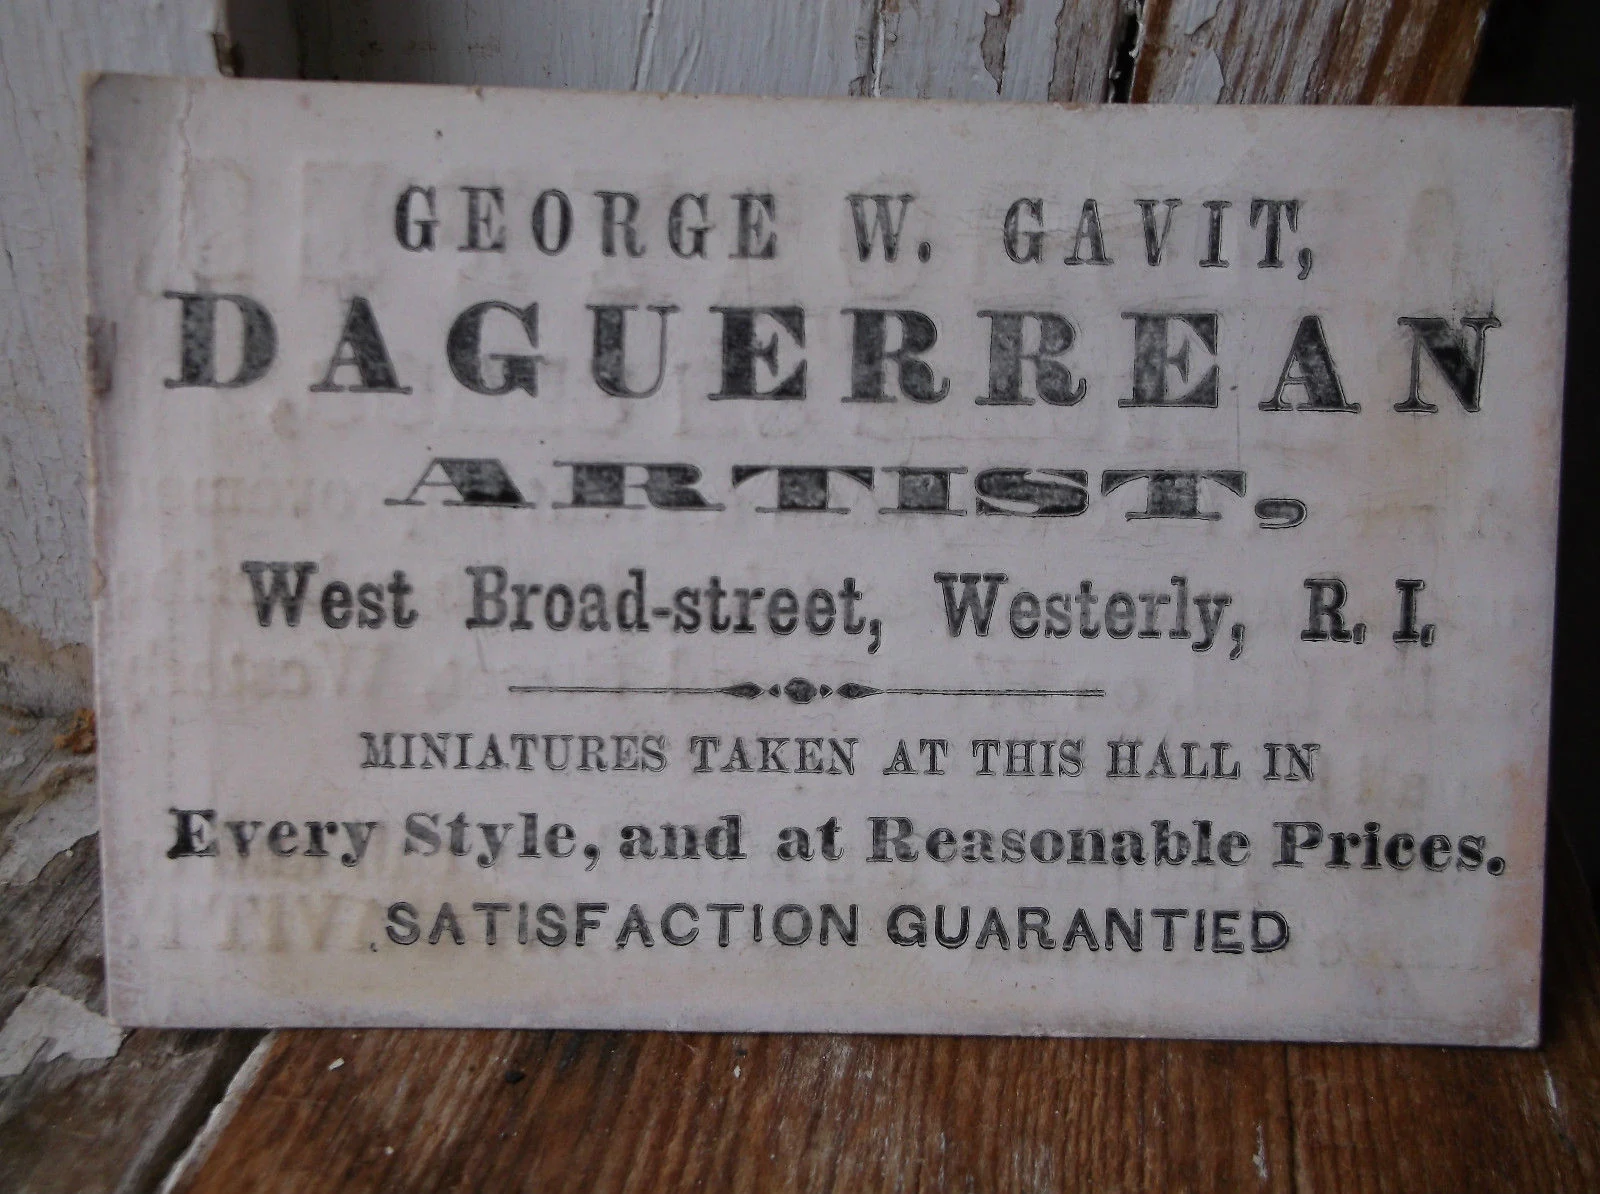 GEORGE W. GAVIT,
DAGUERREAN
ARTIST,
West Broad-street, Westerly, R. I.
MINIATURES TAKEN AT THIS HALL IN
Every Style, and at Reasonable Prices.
SATISFACTION GUARANTIED